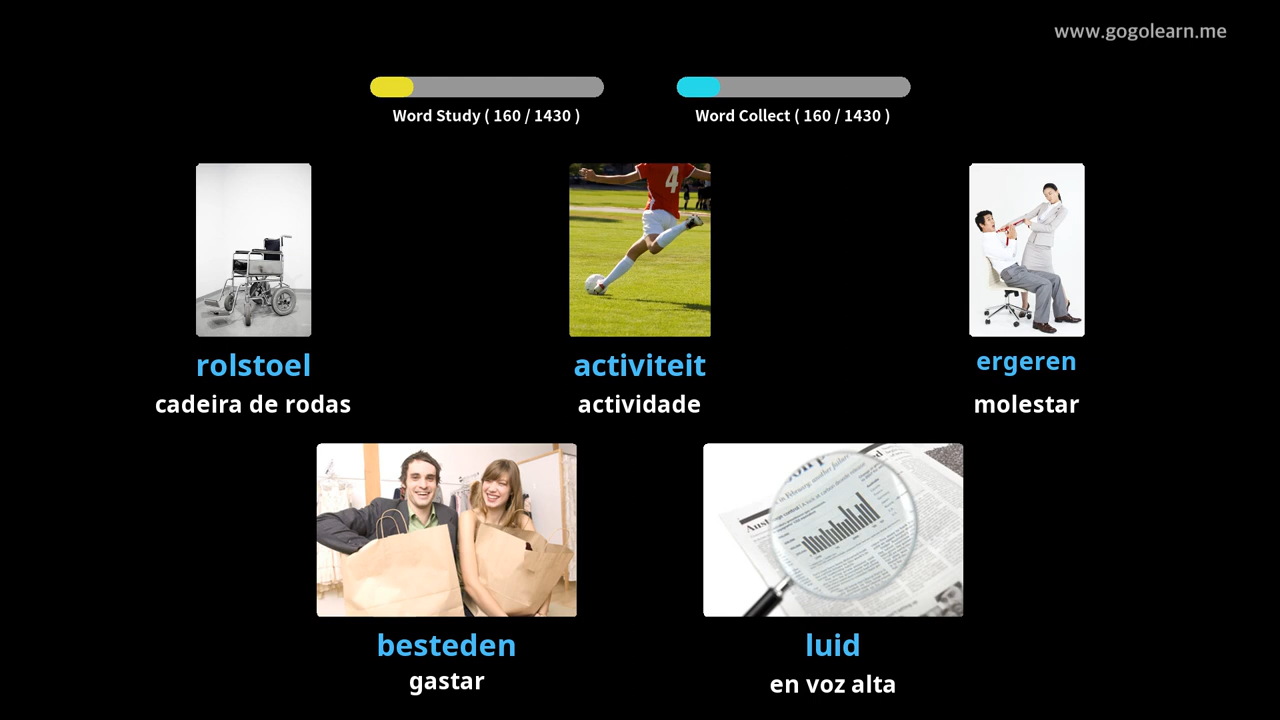 www.gogolearn.me
Word Study ( 160 / 1430 )
Word Collect ( 160 / 1430 )
4
rolstoel
activiteit
ergeren
cadeira de rodas
actividade
molestar
besteden
luid
gastar
en voz alta